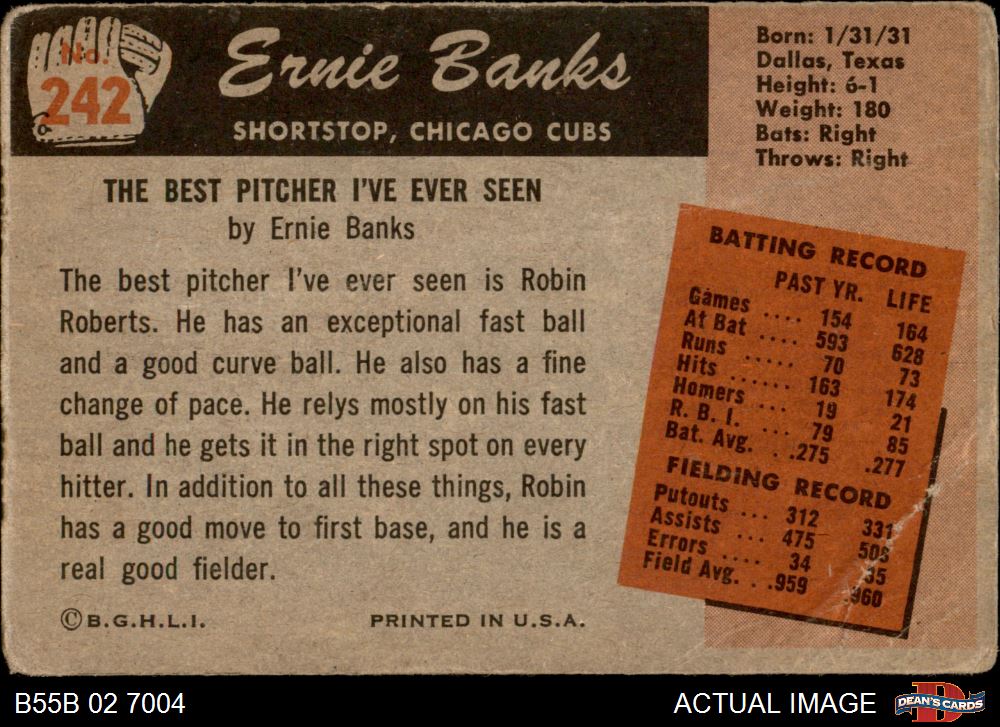 No.
242
Ernie Banks
SHORTSTOP, CHICAGO CUBS
Born: 1/31/31
Dallas, Texas
Height: 6-1
Weight: 180
Bats: Right
Throws: Right
THE BEST PITCHER I'VE EVER SEEN
by Ernie Banks
The best pitcher I've ever seen is Robin
Roberts. He has an exceptional fast ball
and a good curve ball. He also has a fine
change of pace. He relys mostly on his fast
ball and he gets it in the right spot on every
hitter. In addition to all these things, Robin
has a good move to first base, and he is a
real good fielder.
©B.G.H.L.I. PRINTED IN U.S.A.
BATTING RECORD
PAST YR. LIFE
Games .... 154 164
At Bat .... 593 628
Runs ..... 70 73
Hits ...... 163 174
Homers ... 19 21
R. B. I. ... 79 85
Bat. Avg. . .275 .277
FIELDING RECORD
Putouts ... 312 331
Assists ... 475 508
Errors .... 34 35
Field Avg. . .959 .960
B55B 02 7004
ACTUAL IMAGE
D
DEAN'S CARDS